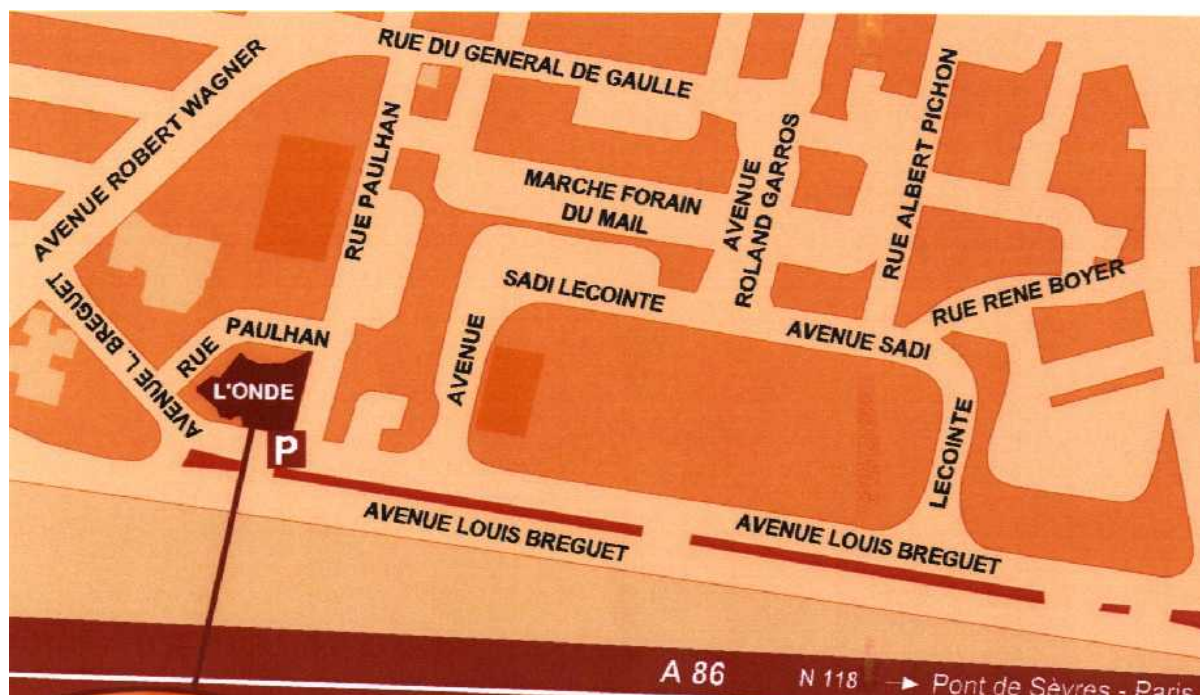 RUE DU GENERAL DE GAULLE
AVENUE ROBERT WAGNER
RUE PAULHAN
MARCHE FORAIN
DU MAIL
AVENUE
ROLAND GARROS
RUE ALBERT PICHON
RUE RENE BOYER
SADI LECOINTE
AVENUE
AVENUE SADI
LECOINTE
AVENUE L. BREGUET
RUE PAULHAN
L'ONDE
P
AVENUE LOUIS BREGUET
AVENUE LOUIS BREGUET
A 86
N 118 → Pont de Sèvres - Paris